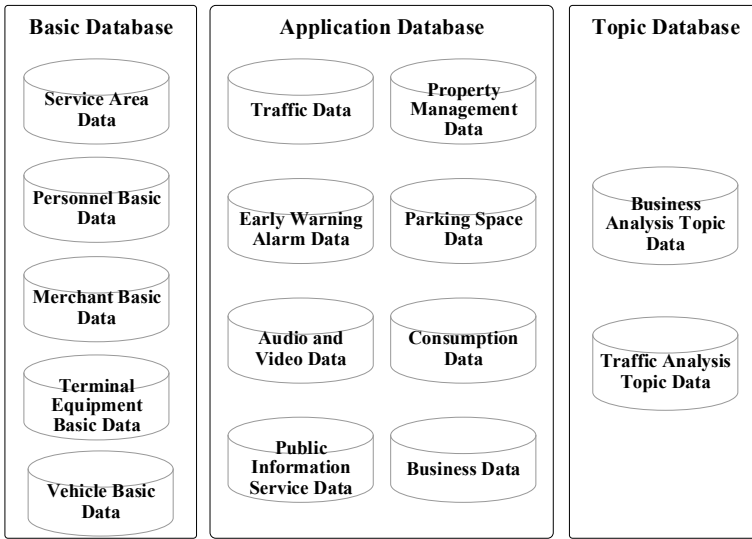 Basic Database
Service Area
Data
Personnel Basic
Data
Merchant Basic
Data
Terminal
Equipment
Basic Data
Vehicle Basic
Data
Application Database
Traffic Data
Property
Management
Data
Early Warning
Alarm Data
Parking Space
Data
Audio and
Video Data
Consumption
Data
Public
Information
Service Data
Business Data
Topic Database
Business
Analysis Topic
Data
Traffic Analysis
Topic Data